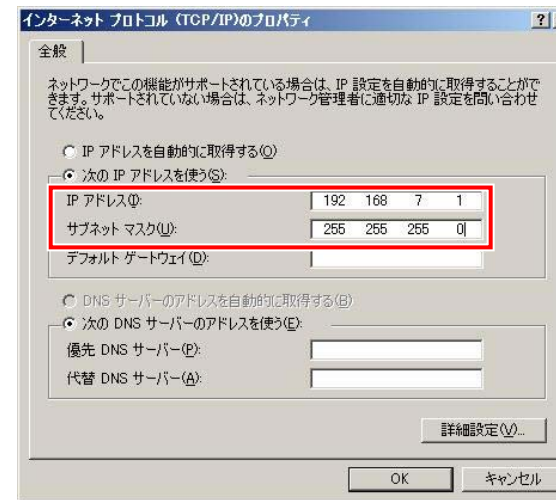 インターネット プロトコル (TCP/IP)のプロパティ
?
全般
ネットワークでこの機能がサポートされている場合は、IP 設定を自動的に取得することがで
きます。サポートされていない場合は、ネットワーク管理者に適切な IP 設定を問い合わせ
てください。
IP アドレスを自動的に取得する(O)
次の IP アドレスを使う(S):
IP アドレス(I): 192 168 7 1
サブネット マスク(U): 255 255 255 0
デフォルト ゲートウェイ(D):
DNS サーバーのアドレスを自動的に取得する(B)
次の DNS サーバーのアドレスを使う(E):
優先 DNS サーバー(P):
代替 DNS サーバー(A):
詳細設定(V)...
OK キャンセル